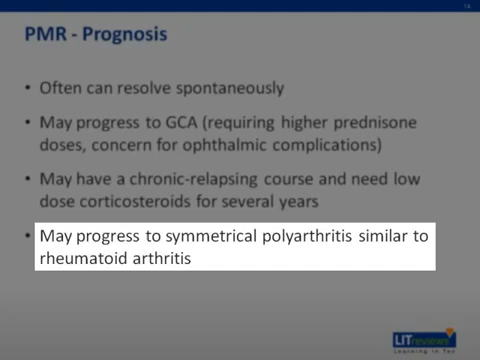 14
PMR - Prognosis
• Often can resolve spontaneously
• May progress to GCA (requiring higher prednisone
doses, concern for ophthalmic complications)
• May have a chronic-relapsing course and need low
dose corticosteroids for several years
• May progress to symmetrical polyarthritis similar to
rheumatoid arthritis
LITreviews
Learning in Ten